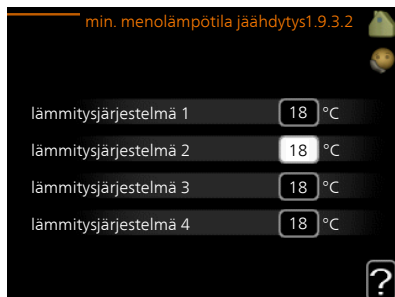 min. menolämpötila jäähdytys1.9.3.2
lämmitysjärjestelmä 1 18 °C
lämmitysjärjestelmä 2 18 °C
lämmitysjärjestelmä 3 18 °C
lämmitysjärjestelmä 4 18 °C
?